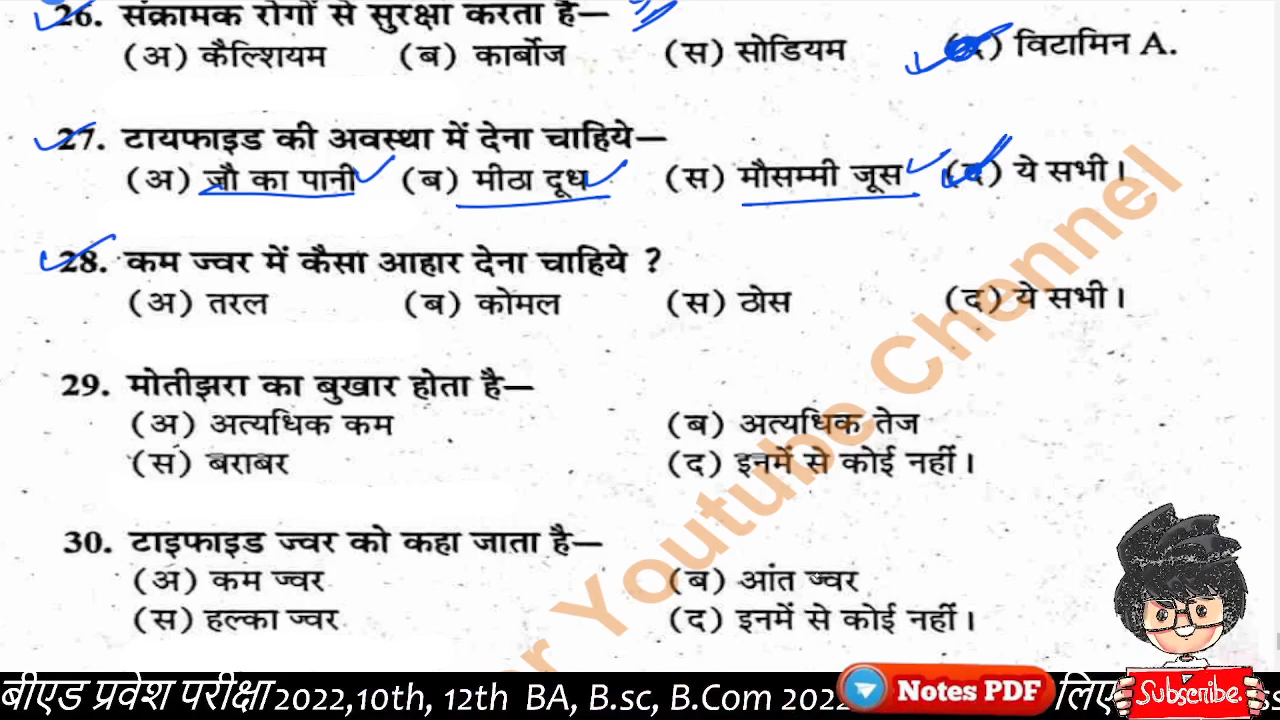 26. संक्रामक रोगों से सुरक्षा करता है—
(अ) कैल्शियम (ब) कार्बोज (स) सोडियम (द) विटामिन A.
27. टायफाइड की अवस्था में देना चाहिये—
(अ) जौ का पानी (ब) मीठा दूध (स) मौसम्मी जूस (द) ये सभी।
28. कम ज्वर में कैसा आहार देना चाहिये ?
(अ) तरल (ब) कोमल (स) ठोस (द) ये सभी।
29. मोतीझरा का बुखार होता है—
(अ) अत्यधिक कम (ब) अत्यधिक तेज
(स) बराबर (द) इनमें से कोई नहीं।
30. टाइफाइड ज्वर को कहा जाता है—
(अ) कम ज्वर (ब) आंत ज्वर
(स) हल्का ज्वर (द) इनमें से कोई नहीं।
Youtube Chennel
बीएड प्रवेश परीक्षा 2022,10th, 12th BA, B.sc, B.Com 2022
Notes PDF
Subscribe.